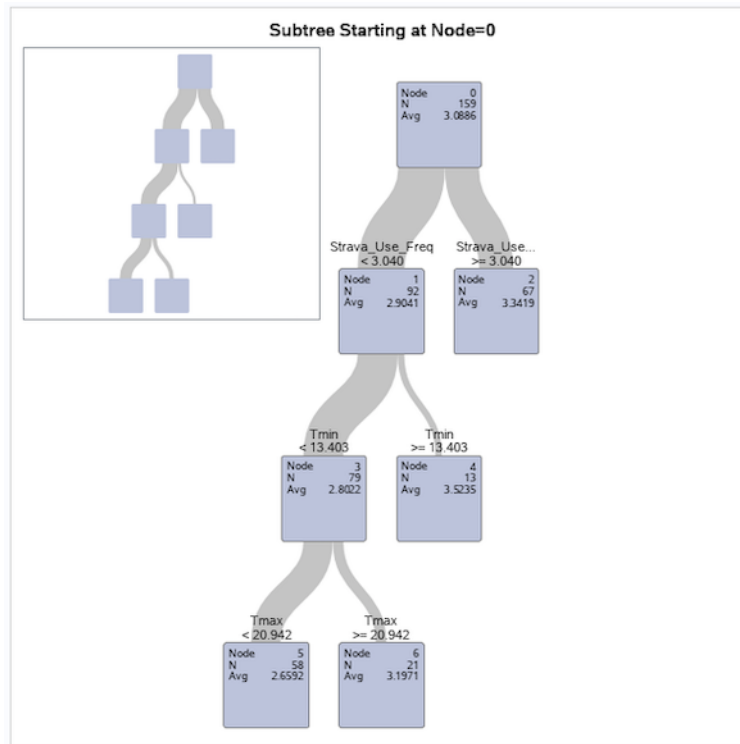 Subtree Starting at Node=0
Node 0
N 159
Avg 3.0886
Strava_Use_Freq
< 3.040
Strava_Use...
>= 3.040
Node 1
N 92
Avg 2.9041
Node 2
N 67
Avg 3.3419
Tmin
< 13.403
Tmin
>= 13.403
Node 3
N 79
Avg 2.8022
Node 4
N 13
Avg 3.5235
Tmax
< 20.942
Tmax
>= 20.942
Node 5
N 58
Avg 2.6592
Node 6
N 21
Avg 3.1971